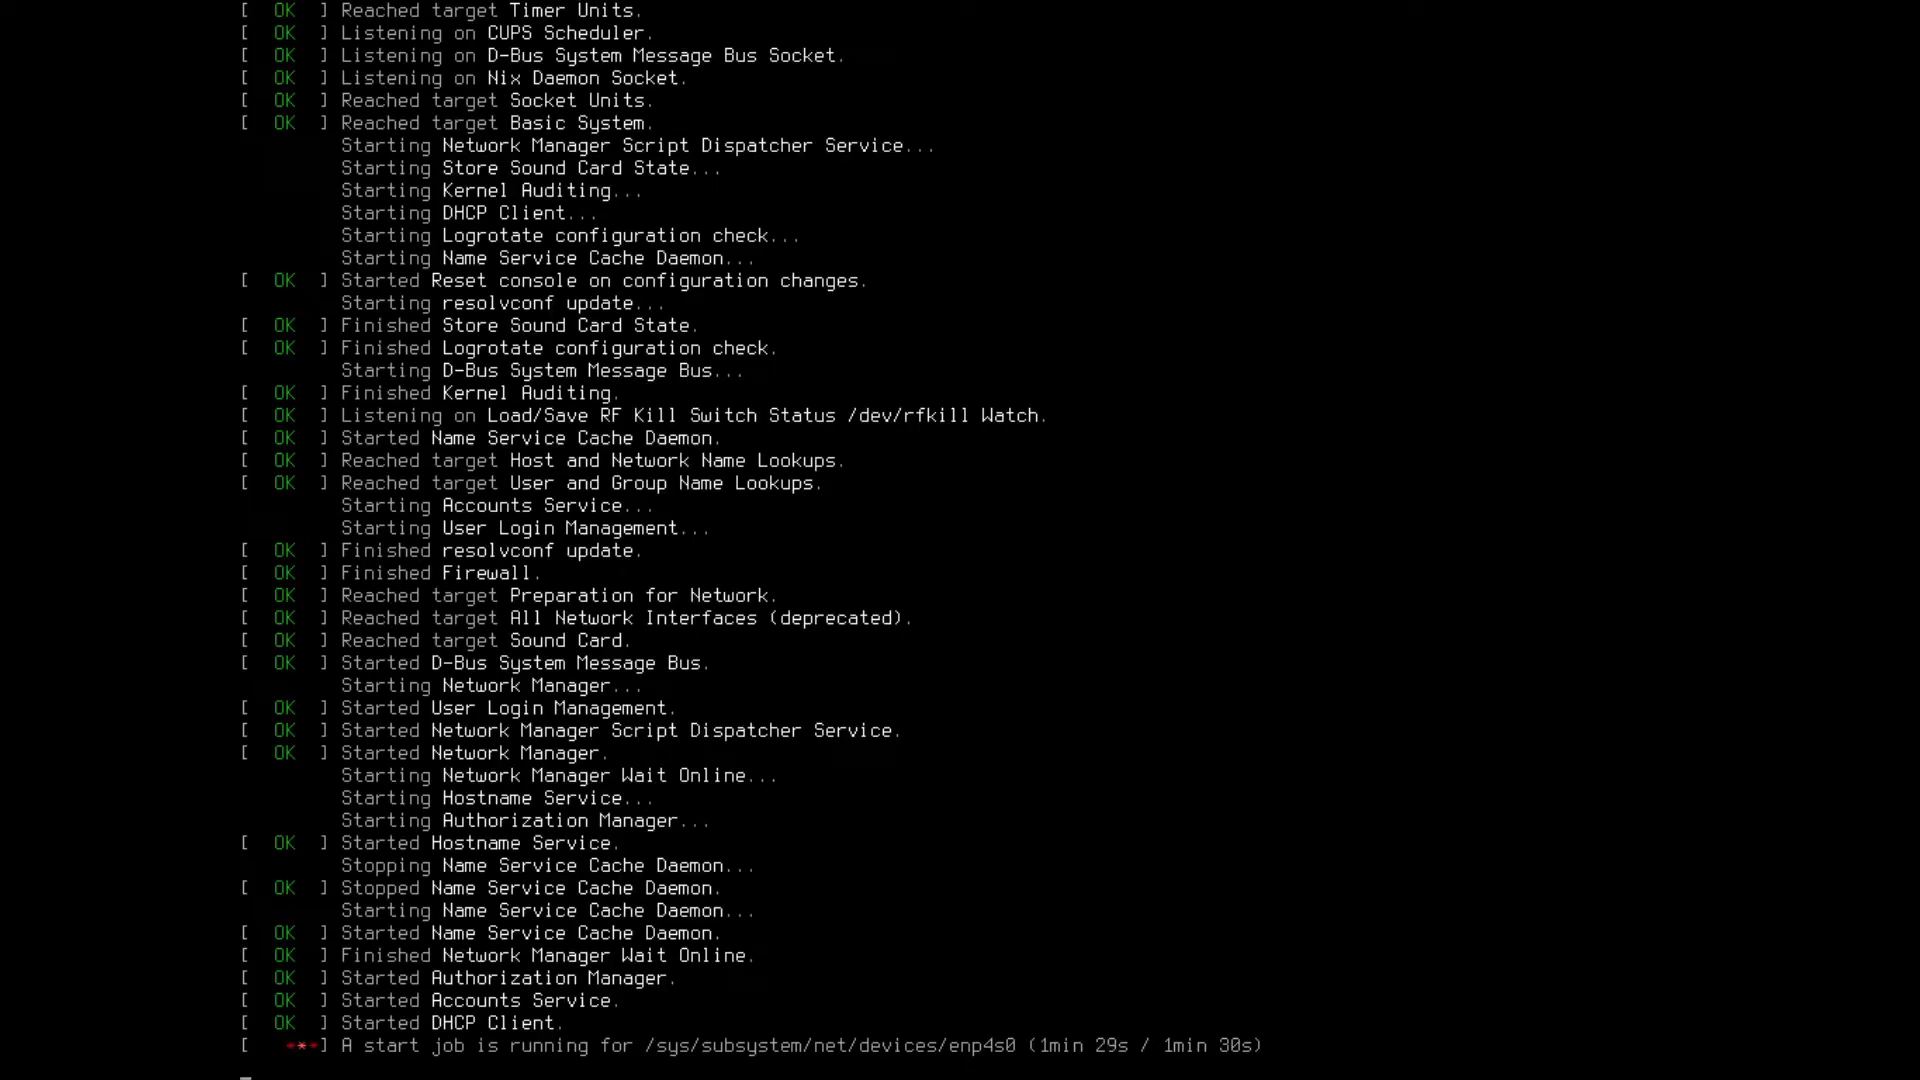 [  OK  ] Reached target Timer Units.
[  OK  ] Listening on CUPS Scheduler.
[  OK  ] Listening on D-Bus System Message Bus Socket.
[  OK  ] Listening on Nix Daemon Socket.
[  OK  ] Reached target Socket Units.
[  OK  ] Reached target Basic System.
Starting Network Manager Script Dispatcher Service...
Starting Store Sound Card State...
Starting Kernel Auditing...
Starting DHCP Client...
Starting Logrotate configuration check...
Starting Name Service Cache Daemon...
[  OK  ] Started Reset console on configuration changes.
Starting resolvconf update...
[  OK  ] Finished Store Sound Card State.
[  OK  ] Finished Logrotate configuration check.
Starting D-Bus System Message Bus...
[  OK  ] Finished Kernel Auditing.
[  OK  ] Listening on Load/Save RF Kill Switch Status /dev/rfkill Watch.
[  OK  ] Started Name Service Cache Daemon.
[  OK  ] Reached target Host and Network Name Lookups.
[  OK  ] Reached target User and Group Name Lookups.
Starting Accounts Service...
Starting User Login Management...
[  OK  ] Finished resolvconf update.
[  OK  ] Finished Firewall.
[  OK  ] Reached target Preparation for Network.
[  OK  ] Reached target All Network Interfaces (deprecated).
[  OK  ] Reached target Sound Card.
[  OK  ] Started D-Bus System Message Bus.
Starting Network Manager...
[  OK  ] Started User Login Management.
[  OK  ] Started Network Manager Script Dispatcher Service.
[  OK  ] Started Network Manager.
Starting Network Manager Wait Online...
Starting Hostname Service...
Starting Authorization Manager...
[  OK  ] Started Hostname Service.
Stopping Name Service Cache Daemon...
[  OK  ] Stopped Name Service Cache Daemon.
Starting Name Service Cache Daemon...
[  OK  ] Started Name Service Cache Daemon.
[  OK  ] Finished Network Manager Wait Online.
[  OK  ] Started Authorization Manager.
[  OK  ] Started Accounts Service.
[  OK  ] Started DHCP Client.
[   ***] A start job is running for /sys/subsystem/net/devices/enp4s0 (1min 29s / 1min 30s)